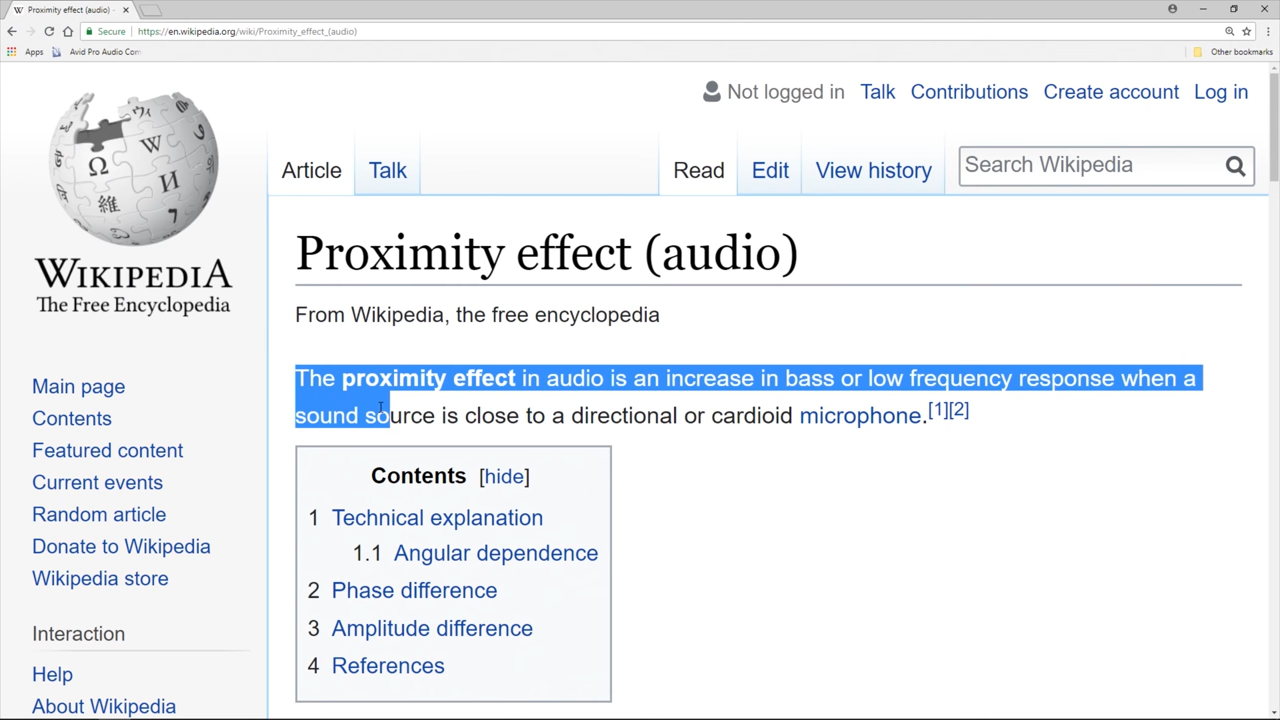 Proximity effect (audio) -
Secure
https://en.wikipedia.org/wiki/Proximity_effect_(audio)
Apps
Avid Pro Audio Com
Other bookmarks
Not logged in
Talk
Contributions
Create account
Log in
Article
Talk
Read
Edit
View history
Search Wikipedia
WIKIPEDIA
The Free Encyclopedia
Proximity effect (audio)
From Wikipedia, the free encyclopedia
The proximity effect in audio is an increase in bass or low frequency response when a
sound source is close to a directional or cardioid microphone.[1][2]
Main page
Contents
Featured content
Current events
Random article
Donate to Wikipedia
Wikipedia store
Interaction
Help
About Wikipedia
Contents [hide]
1 Technical explanation
1.1 Angular dependence
2 Phase difference
3 Amplitude difference
4 References